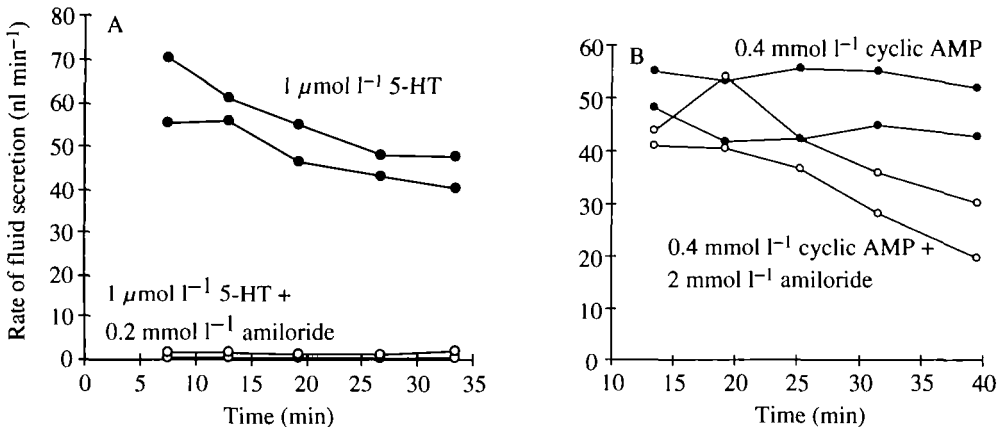 A
80
70
60
50
40
30
20
10
0
Rate of fluid secretion (nl min⁻¹)
1 μmol l⁻¹ 5-HT
1 μmol l⁻¹ 5-HT +
0.2 mmol l⁻¹ amiloride
0 5 10 15 20 25 30 35
Time (min)
B
60
50
40
30
20
10
0
0.4 mmol l⁻¹ cyclic AMP
0.4 mmol l⁻¹ cyclic AMP +
2 mmol l⁻¹ amiloride
10 15 20 25 30 35 40
Time (min)